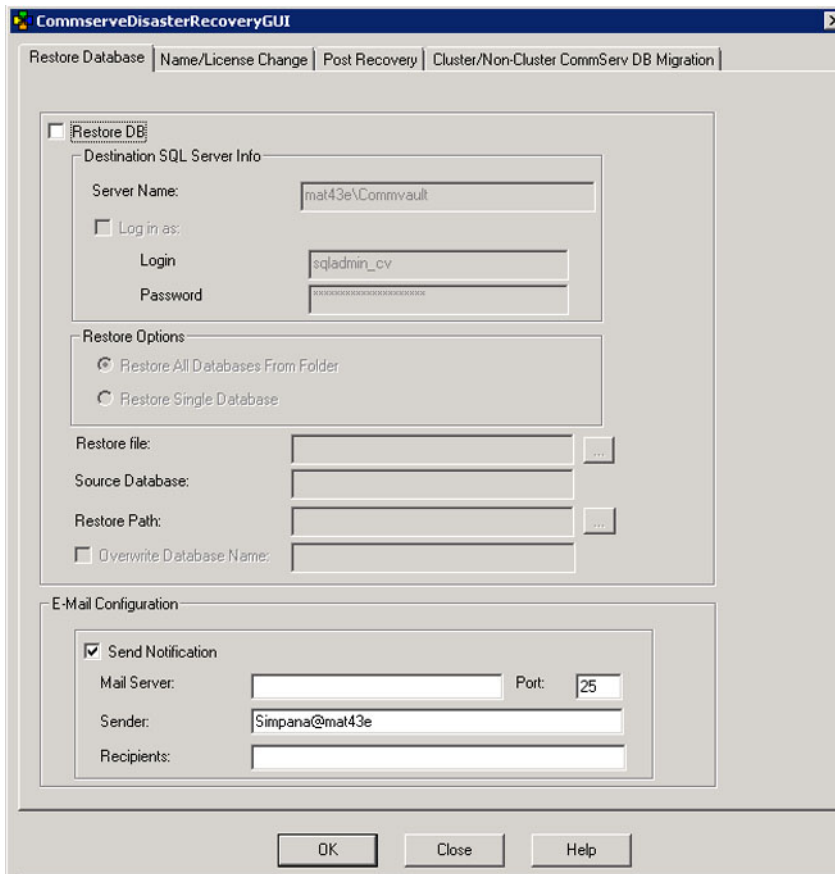 CommserveDisasterRecoveryGUI
Restore Database Name/License Change Post Recovery Cluster/Non-Cluster CommServ DB Migration
Restore DB
Destination SQL Server Info
Server Name: mat43e\Commvault
Log in as:
Login sqladmin_cv
Password ********************
Restore Options
Restore All Databases From Folder
Restore Single Database
Restore file: ...
Source Database:
Restore Path: ...
Overwrite Database Name:
E-Mail Configuration
Send Notification
Mail Server: Port: 25
Sender: Simpana@mat43e
Recipients:
OK Close Help